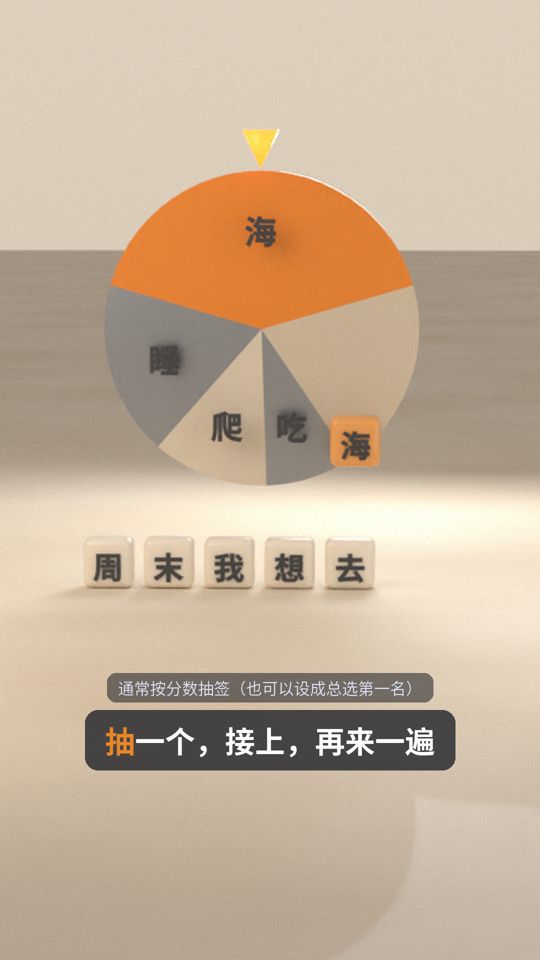 海
睡
爬
吃
海
周末我想去
通常按分数抽签（也可以设成总选第一名）
抽一个，接上，再来一遍